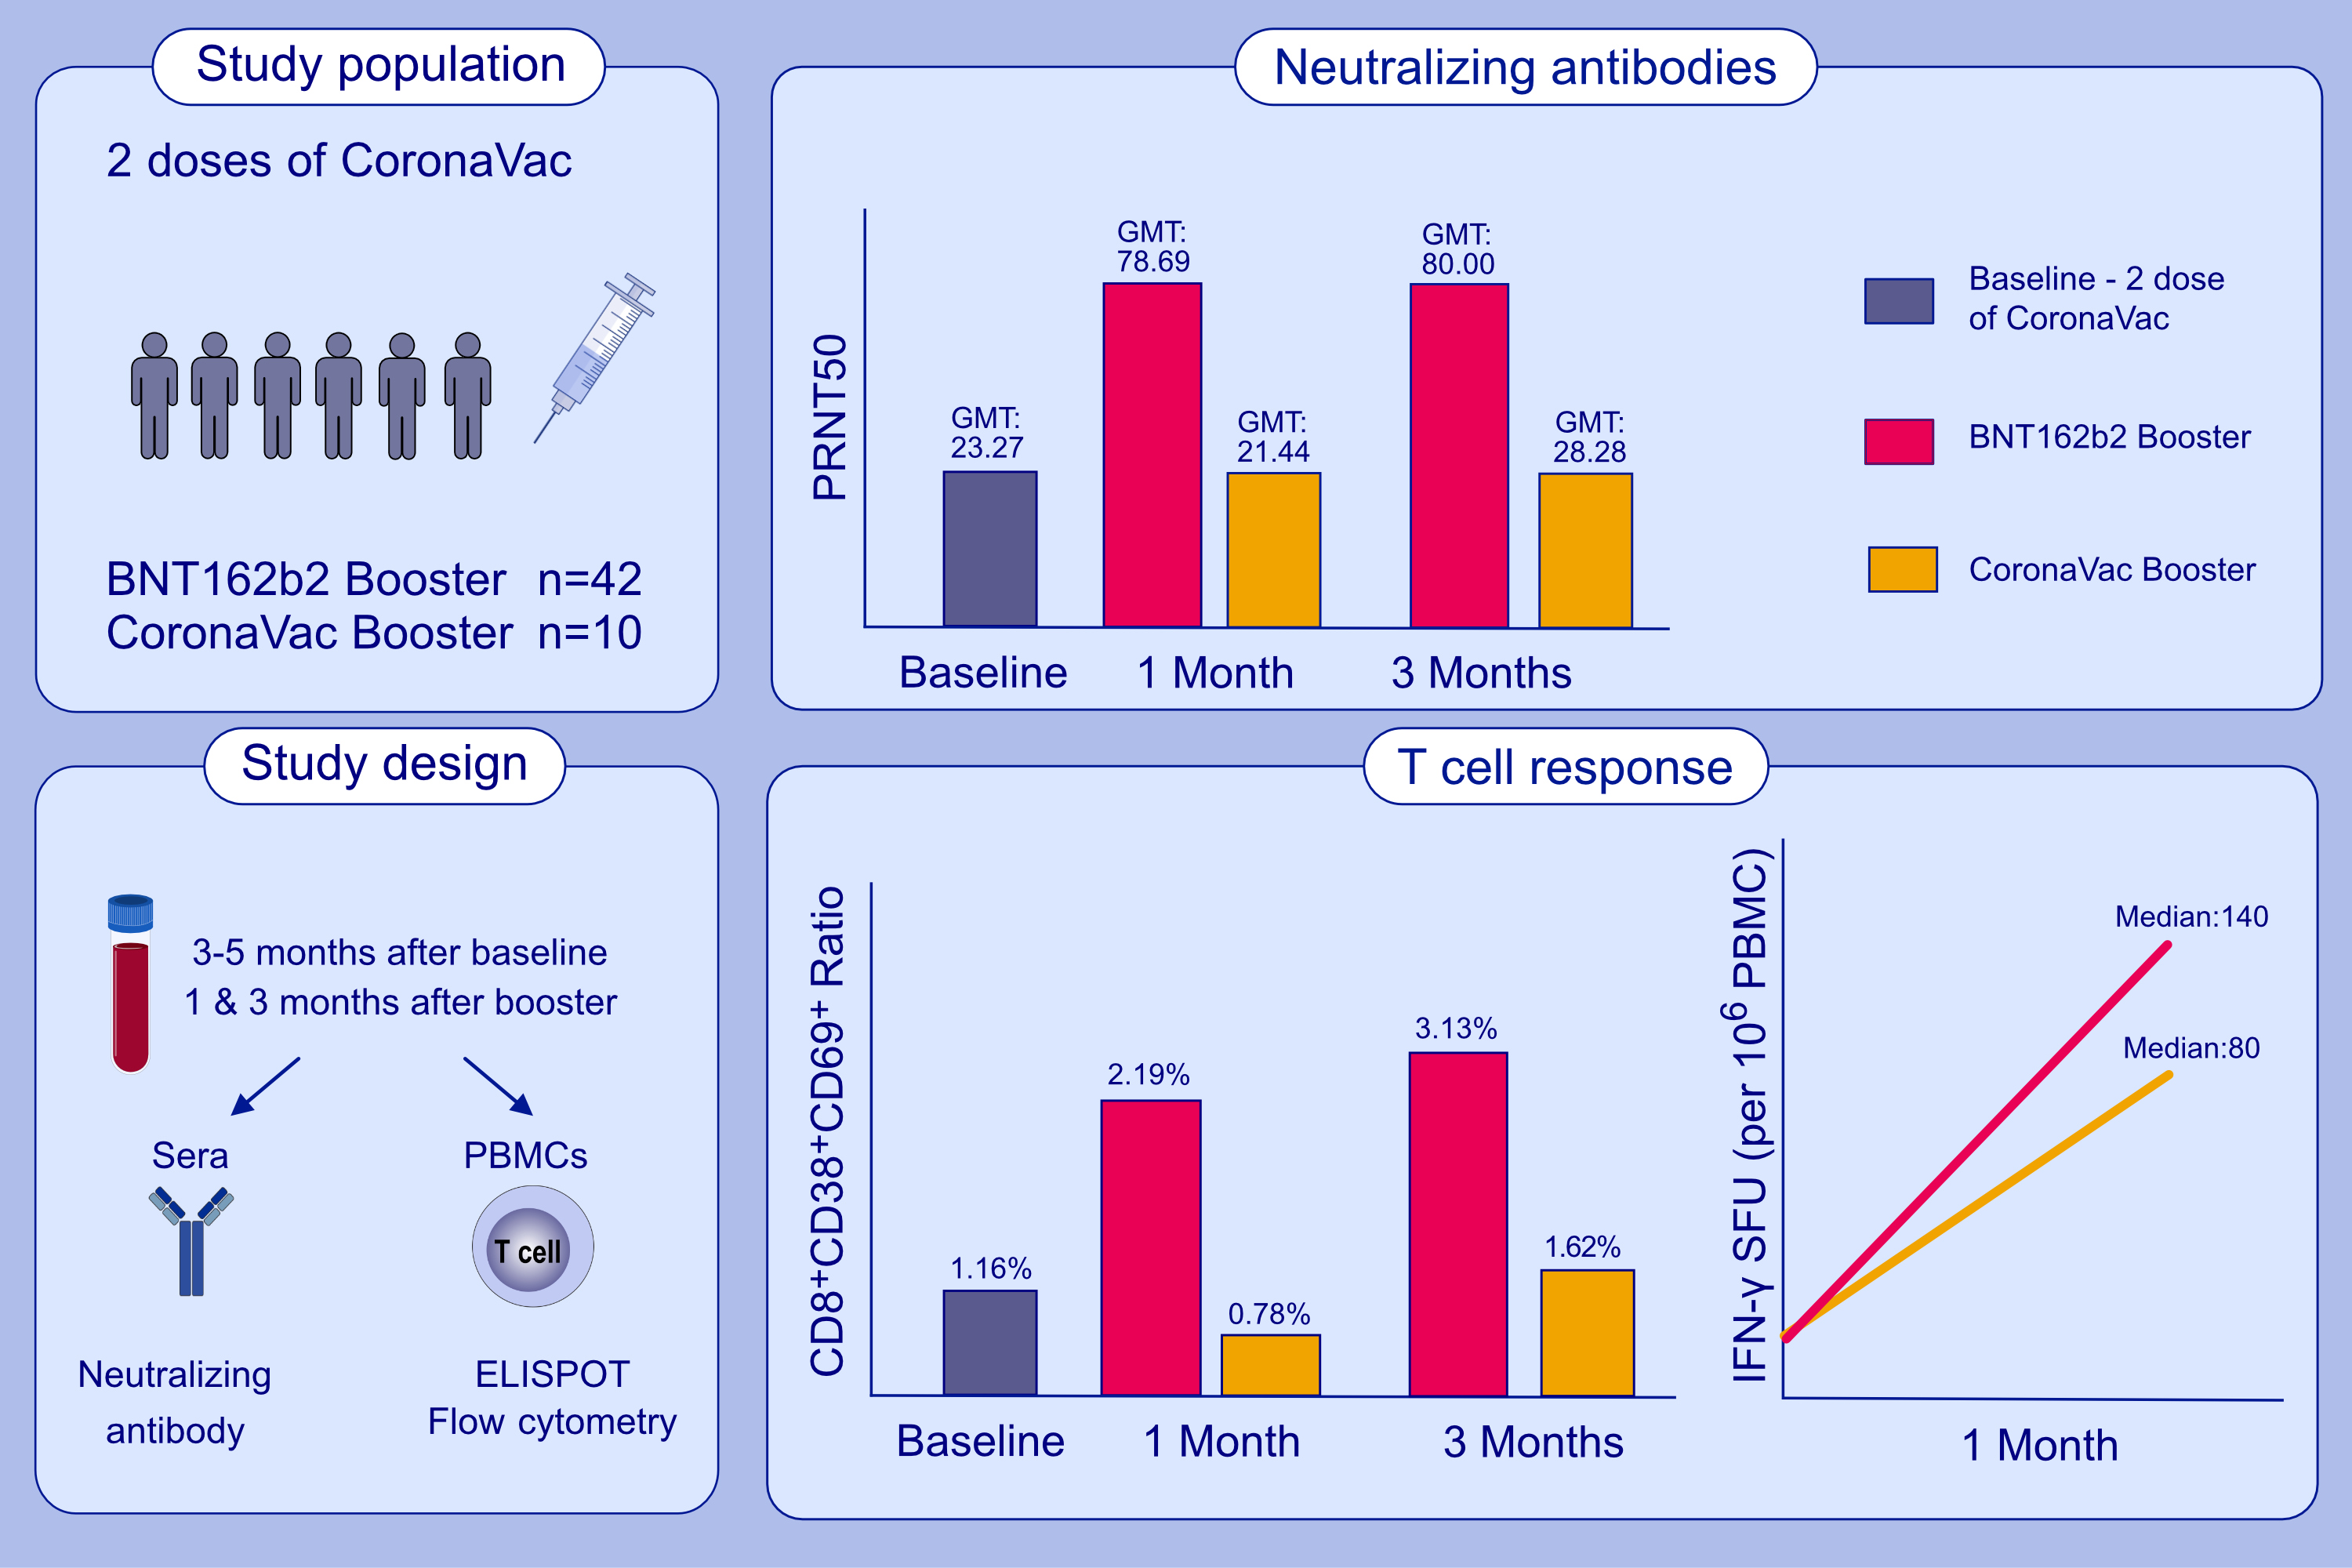 Study population
2 doses of CoronaVac
BNT162b2 Booster n=42
CoronaVac Booster n=10
Neutralizing antibodies
PRNT50
GMT:
23.27
GMT:
78.69
GMT:
21.44
GMT:
80.00
GMT:
28.28
Baseline
1 Month
3 Months
Baseline - 2 dose
of CoronaVac
BNT162b2 Booster
CoronaVac Booster
Study design
3-5 months after baseline
1 & 3 months after booster
Sera
PBMCs
T cell
Neutralizing
antibody
ELISPOT
Flow cytometry
T cell response
CD8⁺CD38⁺CD69⁺ Ratio
1.16%
2.19%
0.78%
3.13%
1.62%
Baseline
1 Month
3 Months
IFN-γ SFU (per 10⁶ PBMC)
Median:140
Median:80
1 Month